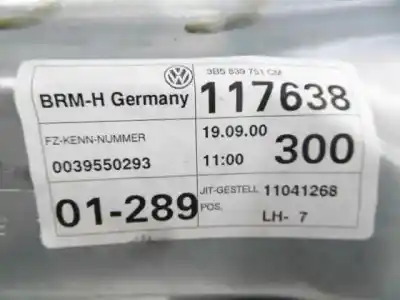 3B5 839 751 CM
BRM-H Germany
117638
FZ-KENN-NUMMER
0039550293
19.09.00
11:00
300
01-289
JIT-GESTELL 11041268
POS.
LH- 7